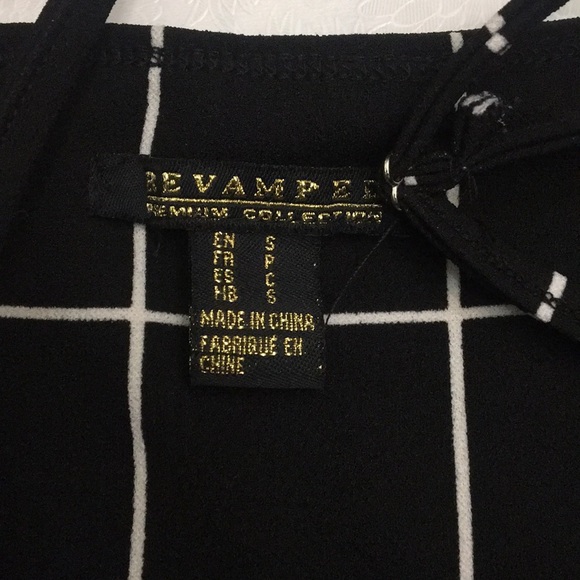 REVAMPED
PREMIUM COLLECTION
EN S
FR P
ES C
HB S
MADE IN CHINA
FABRIQUÉ EN
CHINE